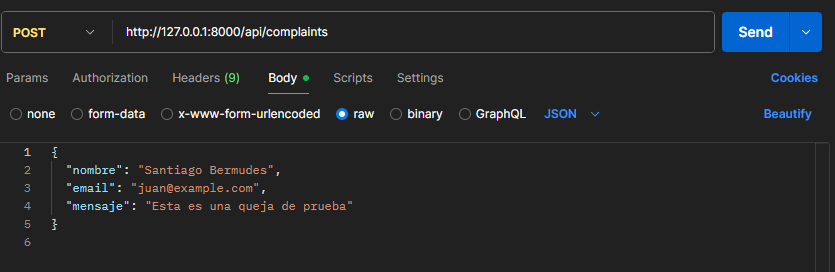 POST http://127.0.0.1:8000/api/complaints Send
Params Authorization Headers (9) Body Scripts Settings Cookies
none form-data x-www-form-urlencoded raw binary GraphQL JSON Beautify
1 {
2 "nombre": "Santiago Bermudes",
3 "email": "juan@example.com",
4 "mensaje": "Esta es una queja de prueba"
5 }
6